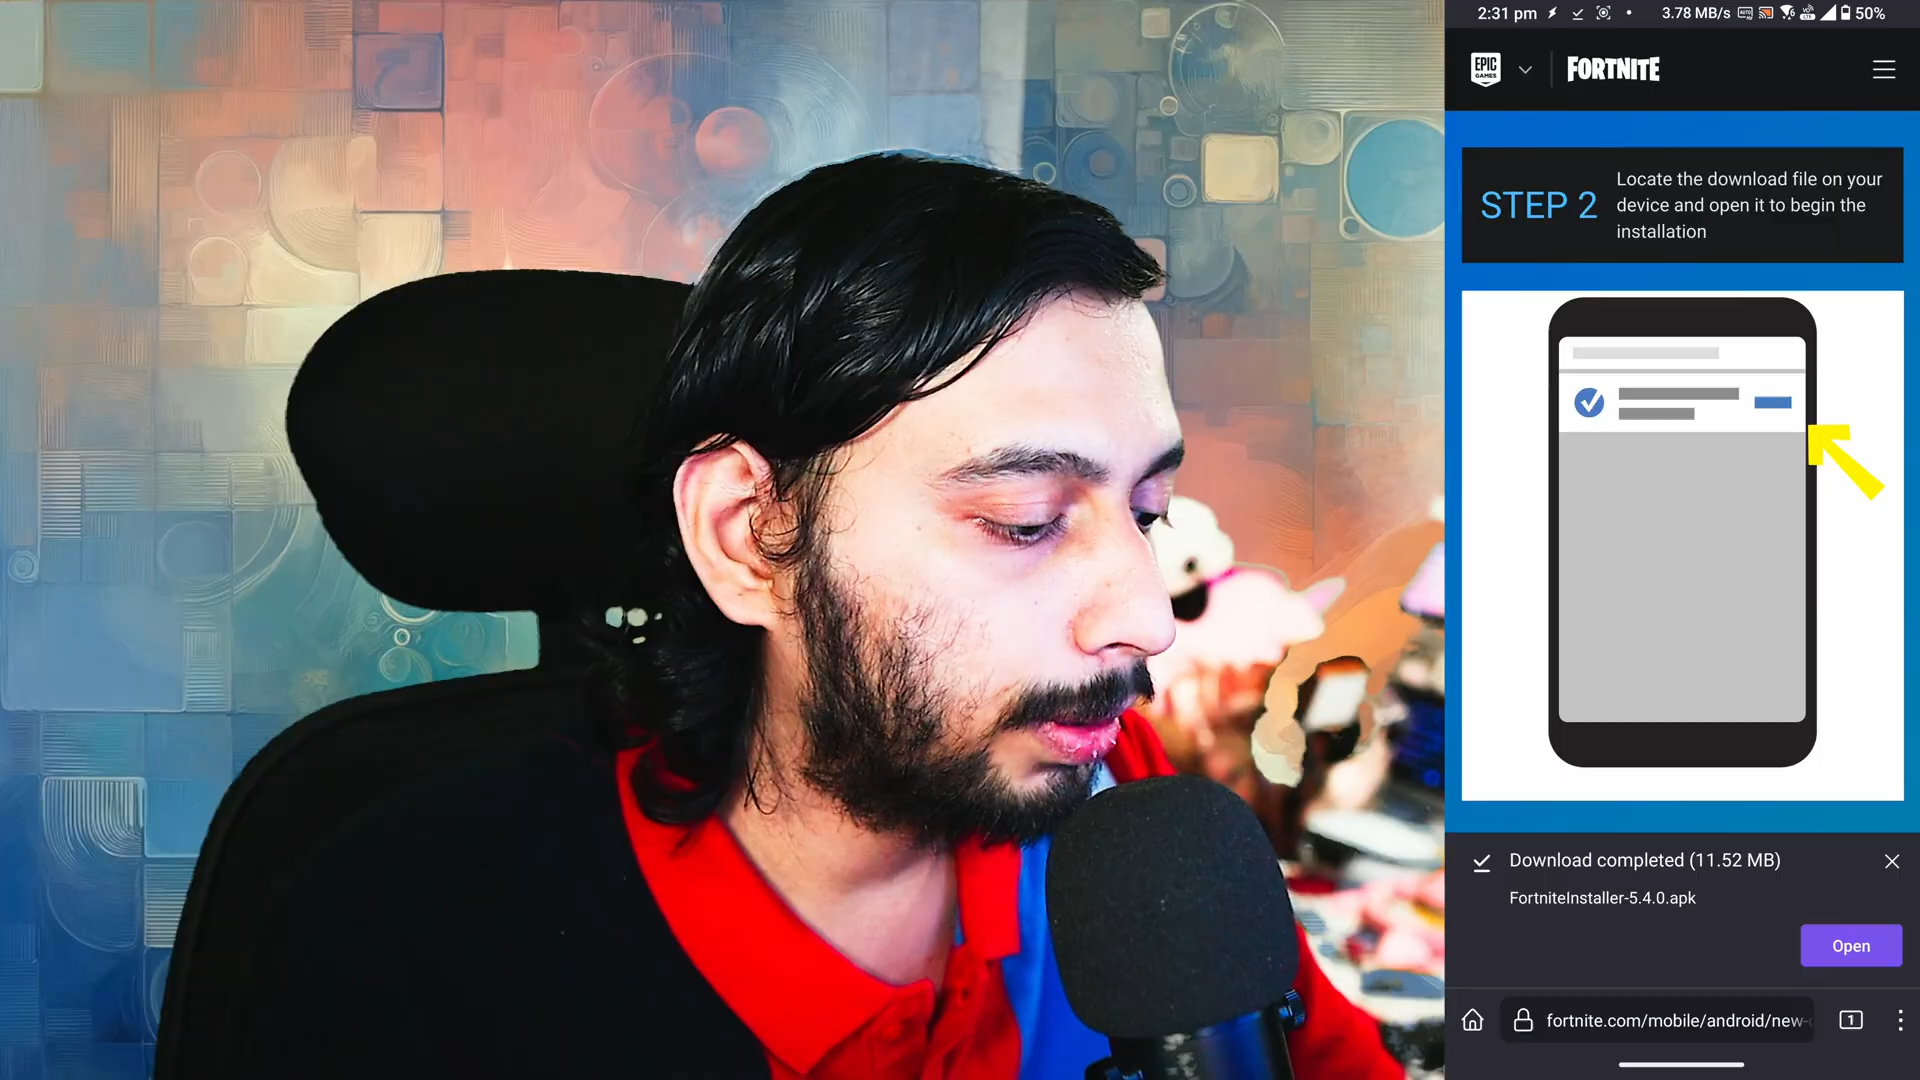 2:31 pm 3.78 MB/s 50%
EPIC
GAMES
FORTNITE
STEP 2
Locate the download file on your
device and open it to begin the
installation
Download completed (11.52 MB)
FortniteInstaller-5.4.0.apk
Open
fortnite.com/mobile/android/new-
1